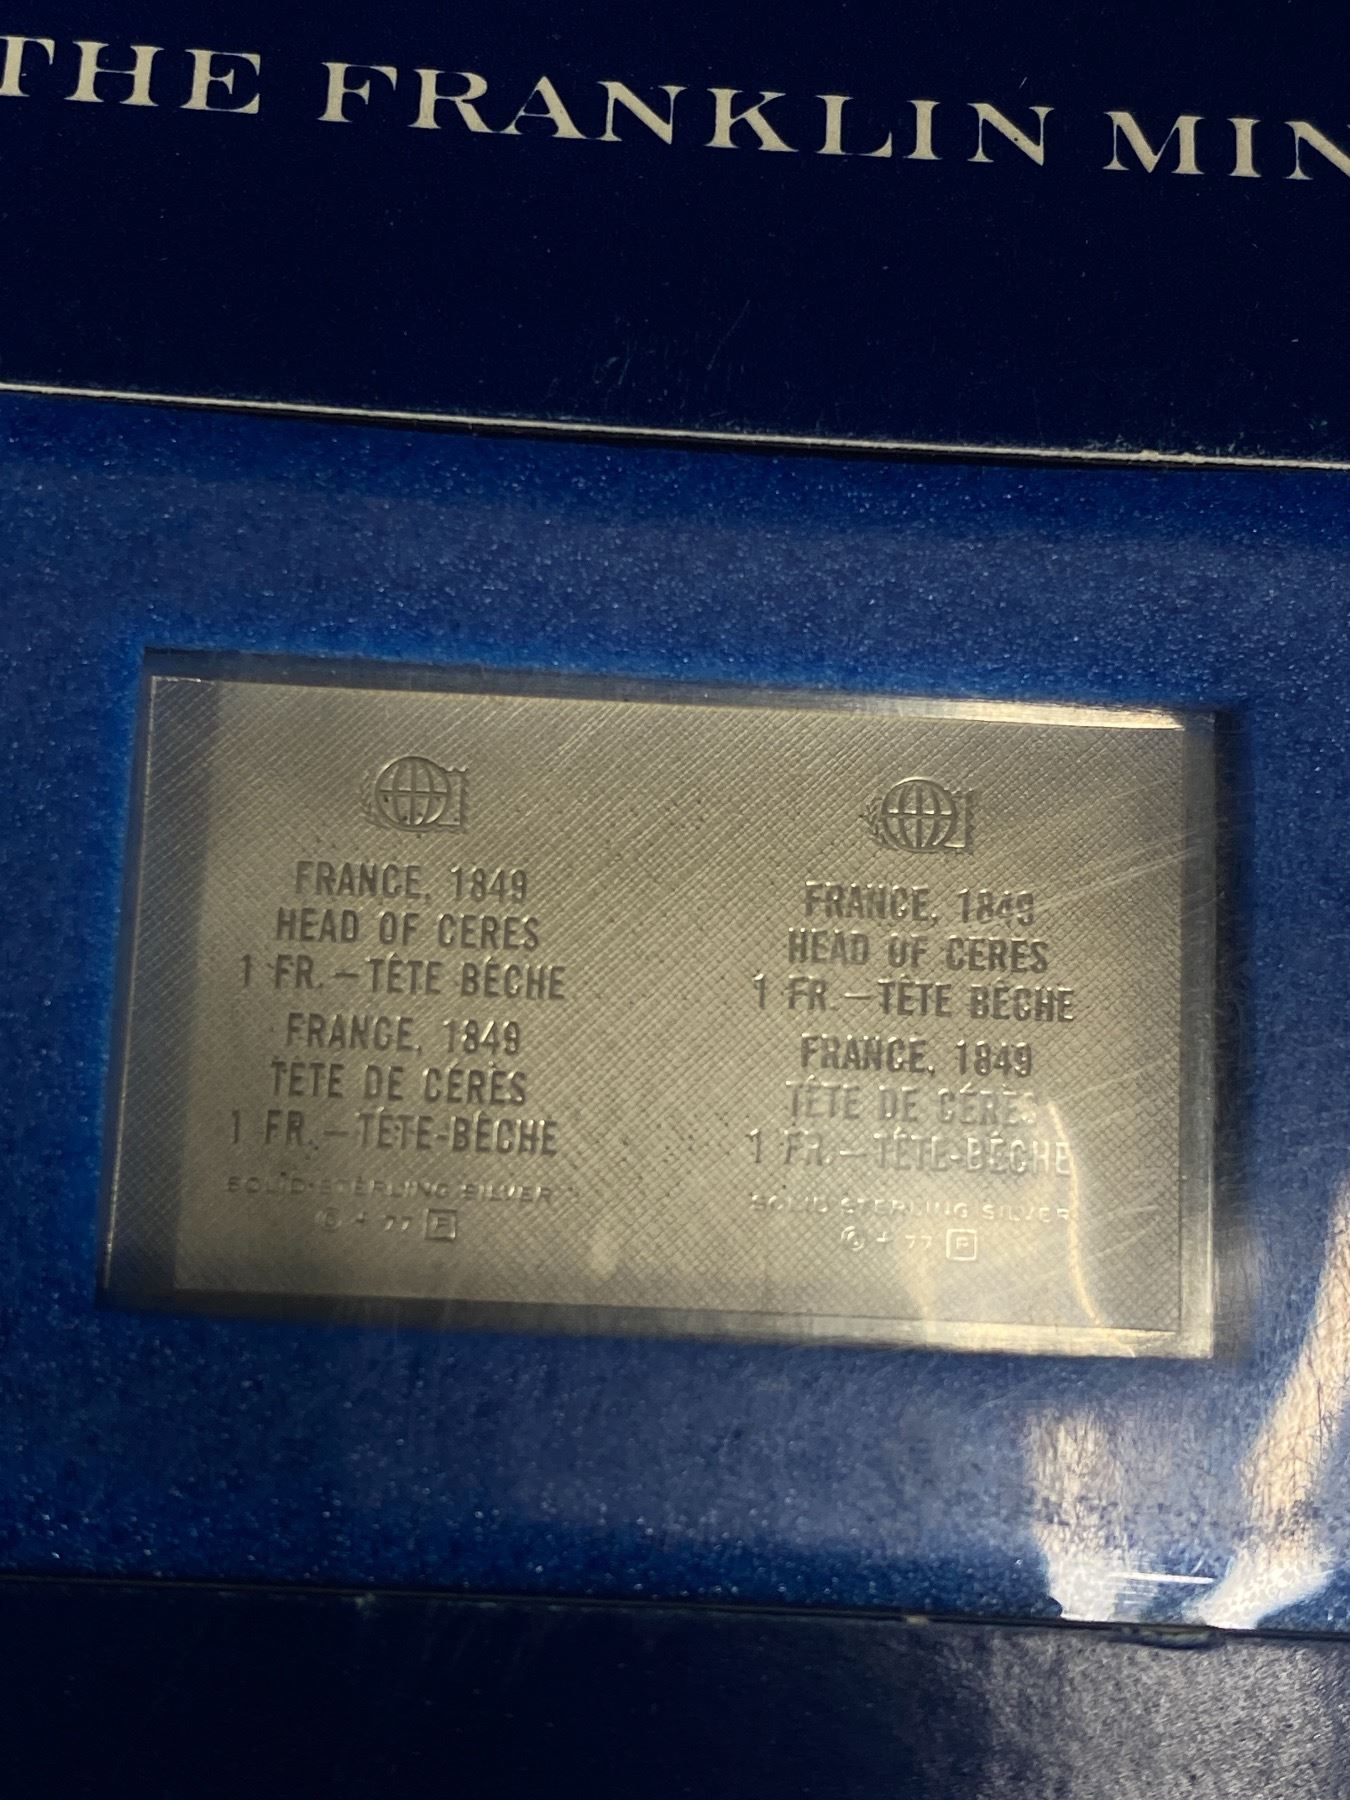 THE FRANKLIN MIN
FRANCE, 1849
HEAD OF CERES
1 FR. – TÊTE BÊCHE
FRANCE, 1849
TÊTE DE CÉRÈS
1 FR. – TÊTE-BÊCHE
SOLID STERLING SILVER
77 F
FRANCE, 1849
HEAD OF CERES
1 FR. – TÊTE BÊCHE
FRANCE, 1849
TÊTE DE CÉRÈS
1 FR. – TÊTE-BÊCHE
SOLID STERLING SILVER
77 F